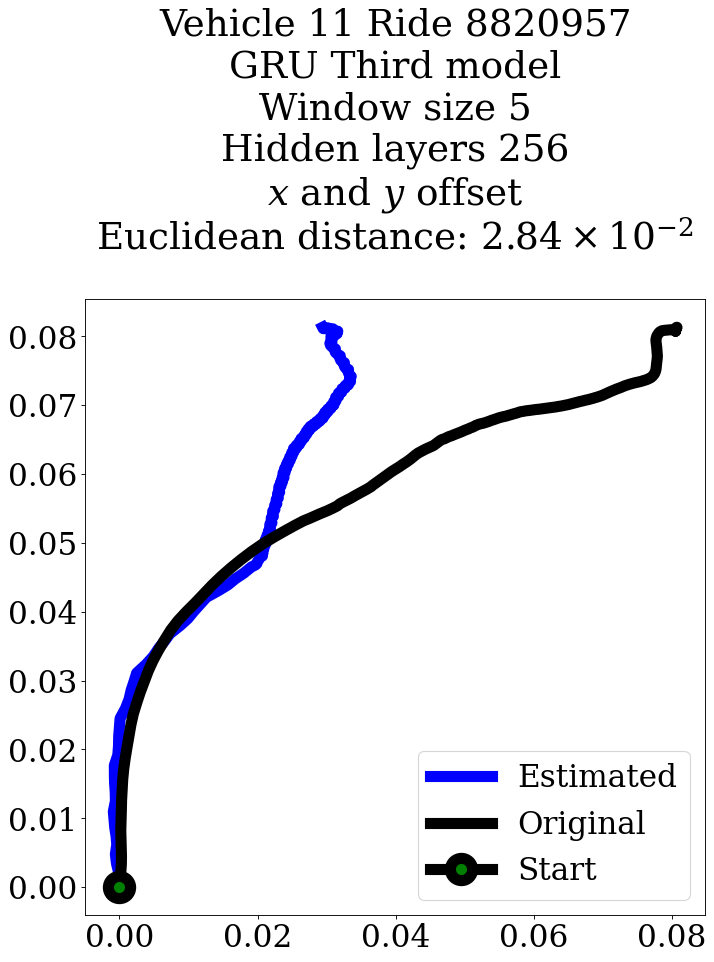 Vehicle 11 Ride 8820957
GRU Third model
Window size 5
Hidden layers 256
x and y offset
Euclidean distance: 2.84 × 10⁻²
0.08
0.07
0.06
0.05
0.04
0.03
0.02
0.01
0.00
Estimated
Original
Start
0.00 0.02 0.04 0.06 0.08